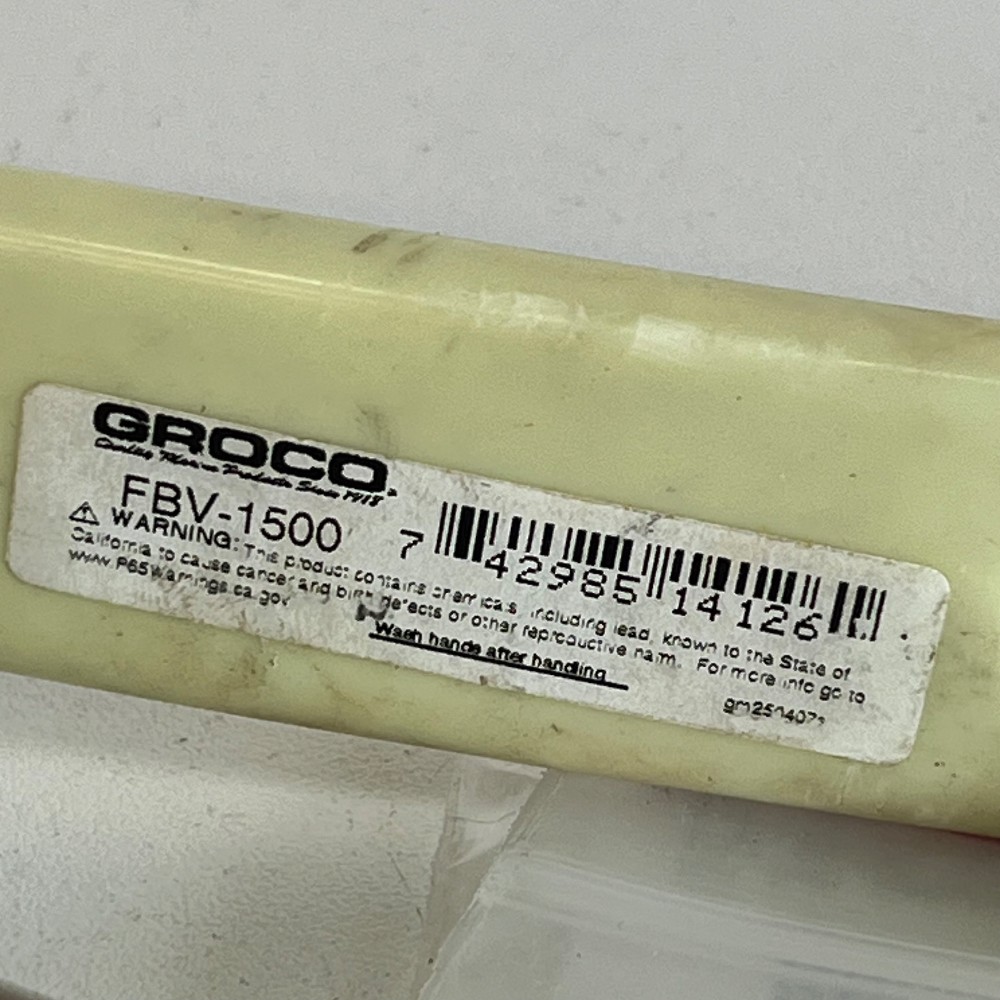 GROCO
Quality Marine Products Since 1918
FBV-1500
7 42985 14126
WARNING: This product contains chemicals including lead, known to the State of
California to cause cancer and birth defects or other reproductive harm. For more info go to
www.P65Warnings.ca.gov
Wash hands after handling